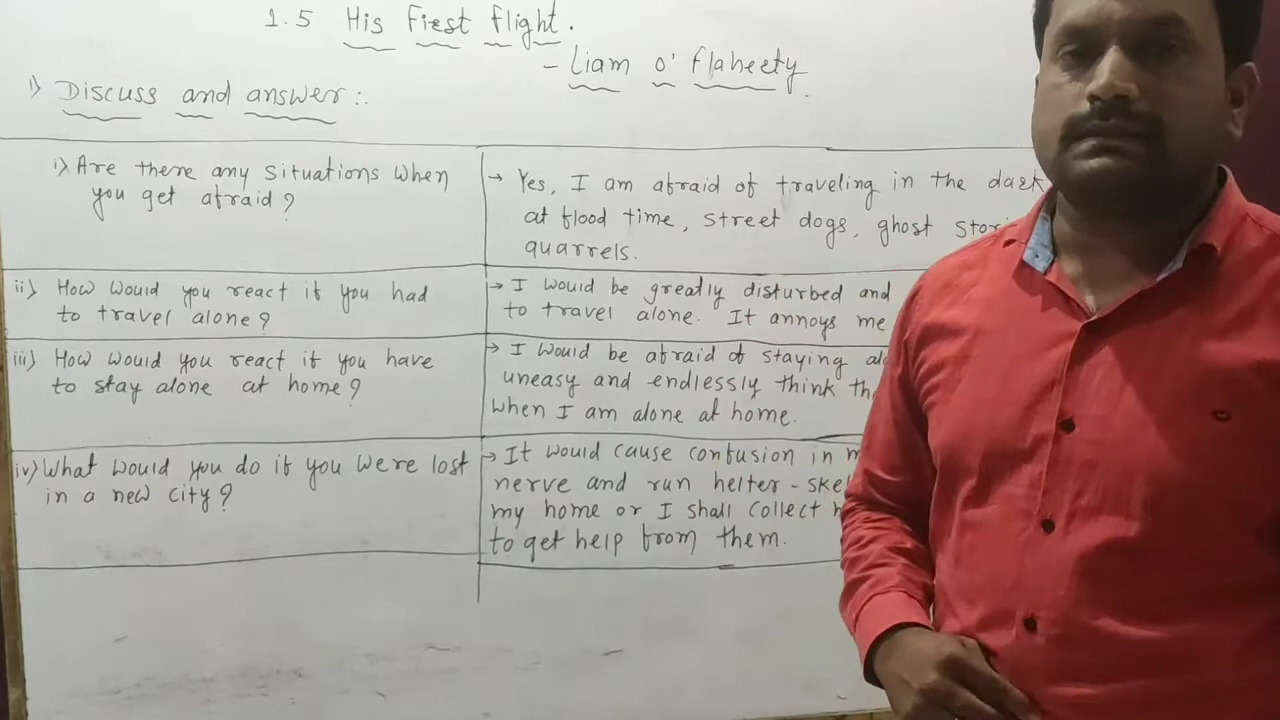 1.5 His First flight.
- Liam o' Flaherty.
1) Discuss and answer :.
i) Are there any situations when
you get afraid?
→ Yes, I am afraid of traveling in the dark
at flood time, street dogs, ghost
quarrels.
ii) How would you react if you had
to travel alone?
→ I would be greatly disturbed and
to travel alone. It annoys me
iii) How would you react if you have
to stay alone at home?
→ I would be afraid of staying
uneasy and endlessly think
when I am alone at home.
iv) What would you do if you were lost
in a new city?
→ It would cause confusion in
nerve and run helter-
my home or I shall collect
to get help from them.